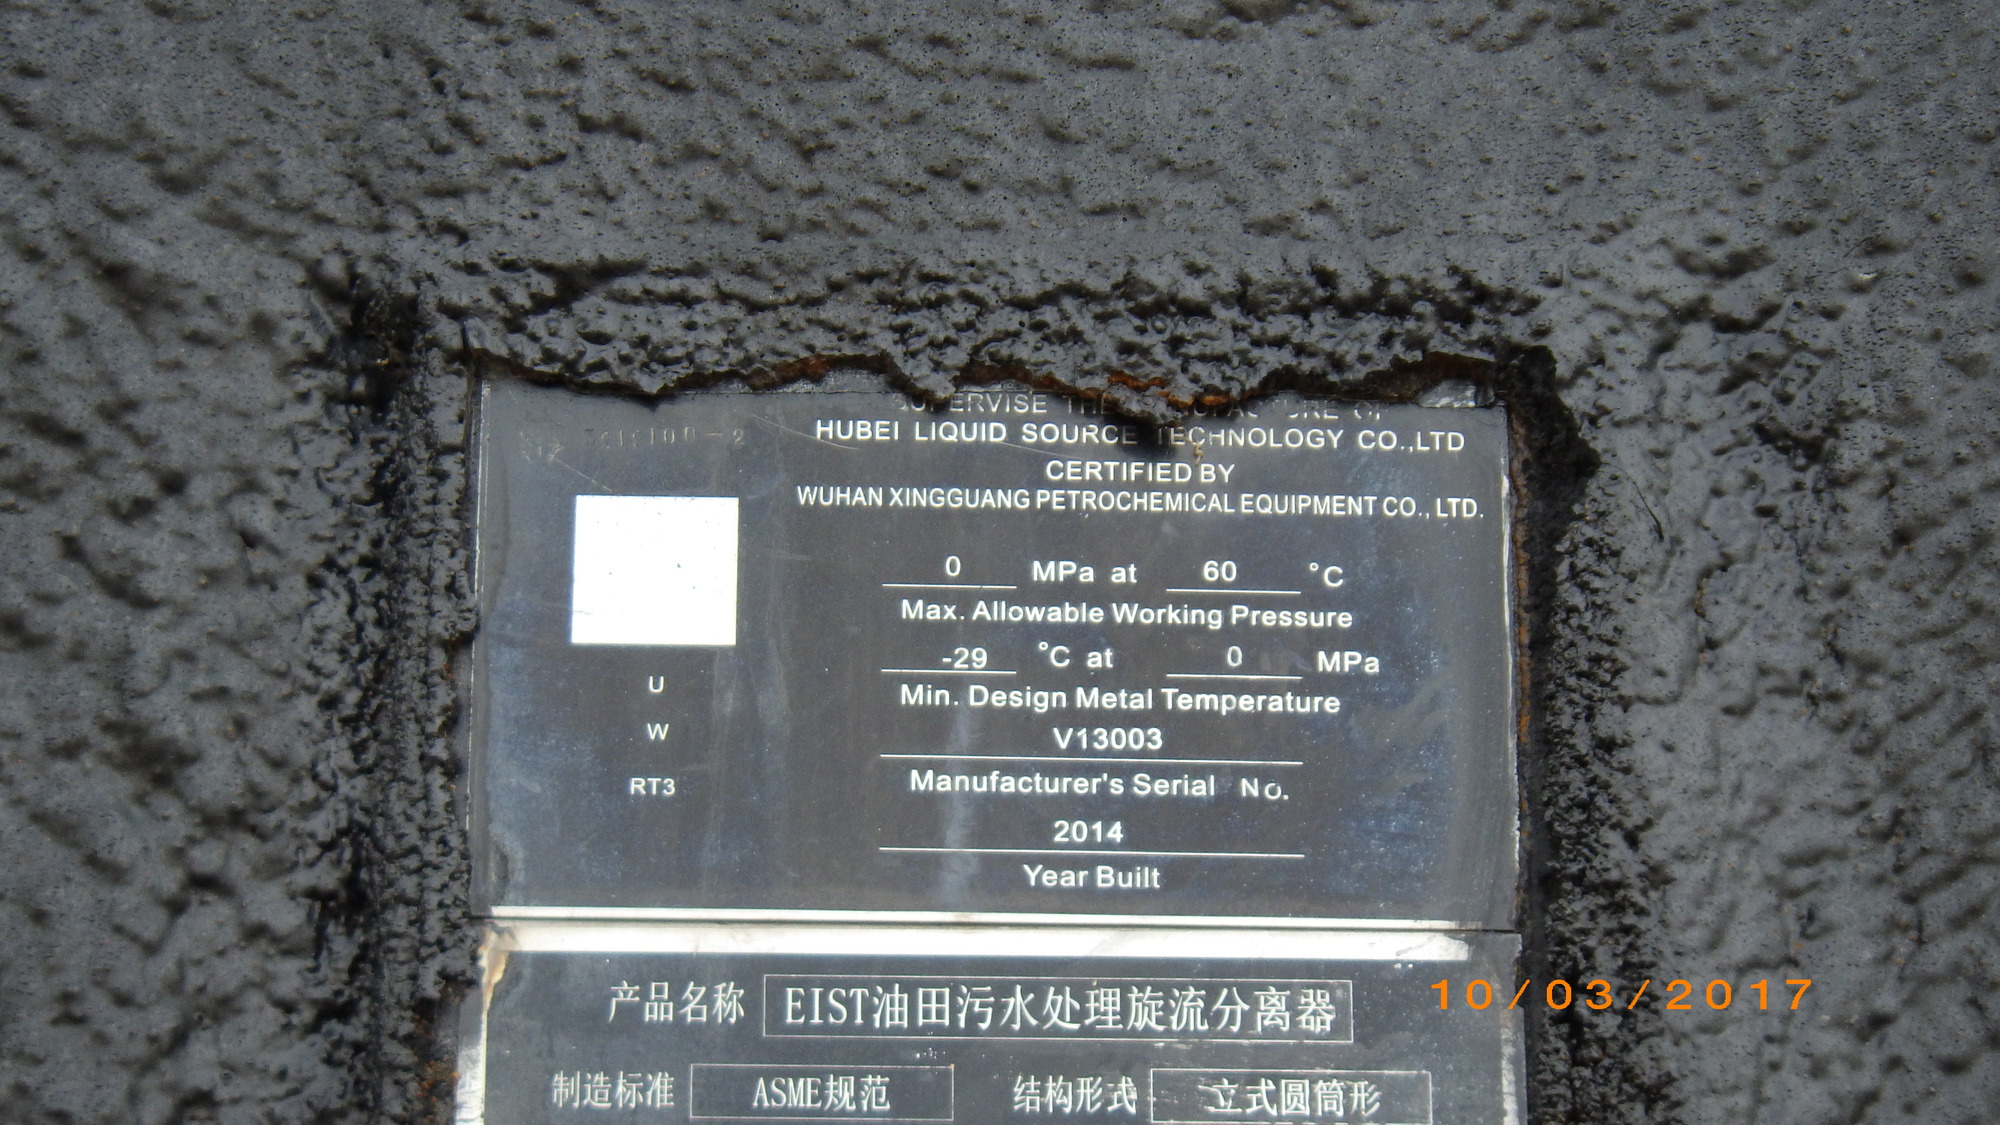 SUPERVISE THE MANUFACTURE OF
HUBEI LIQUID SOURCE TECHNOLOGY CO.,LTD
CERTIFIED BY
WUHAN XINGGUANG PETROCHEMICAL EQUIPMENT CO., LTD.
0 MPa at 60 °C
Max. Allowable Working Pressure
-29 °C at 0 MPa
U
Min. Design Metal Temperature
W
V13003
RT3
Manufacturer's Serial No.
2014
Year Built
产品名称 EIST油田污水处理旋流分离器
10/03/2017
制造标准 ASME规范 结构形式 立式圆筒形